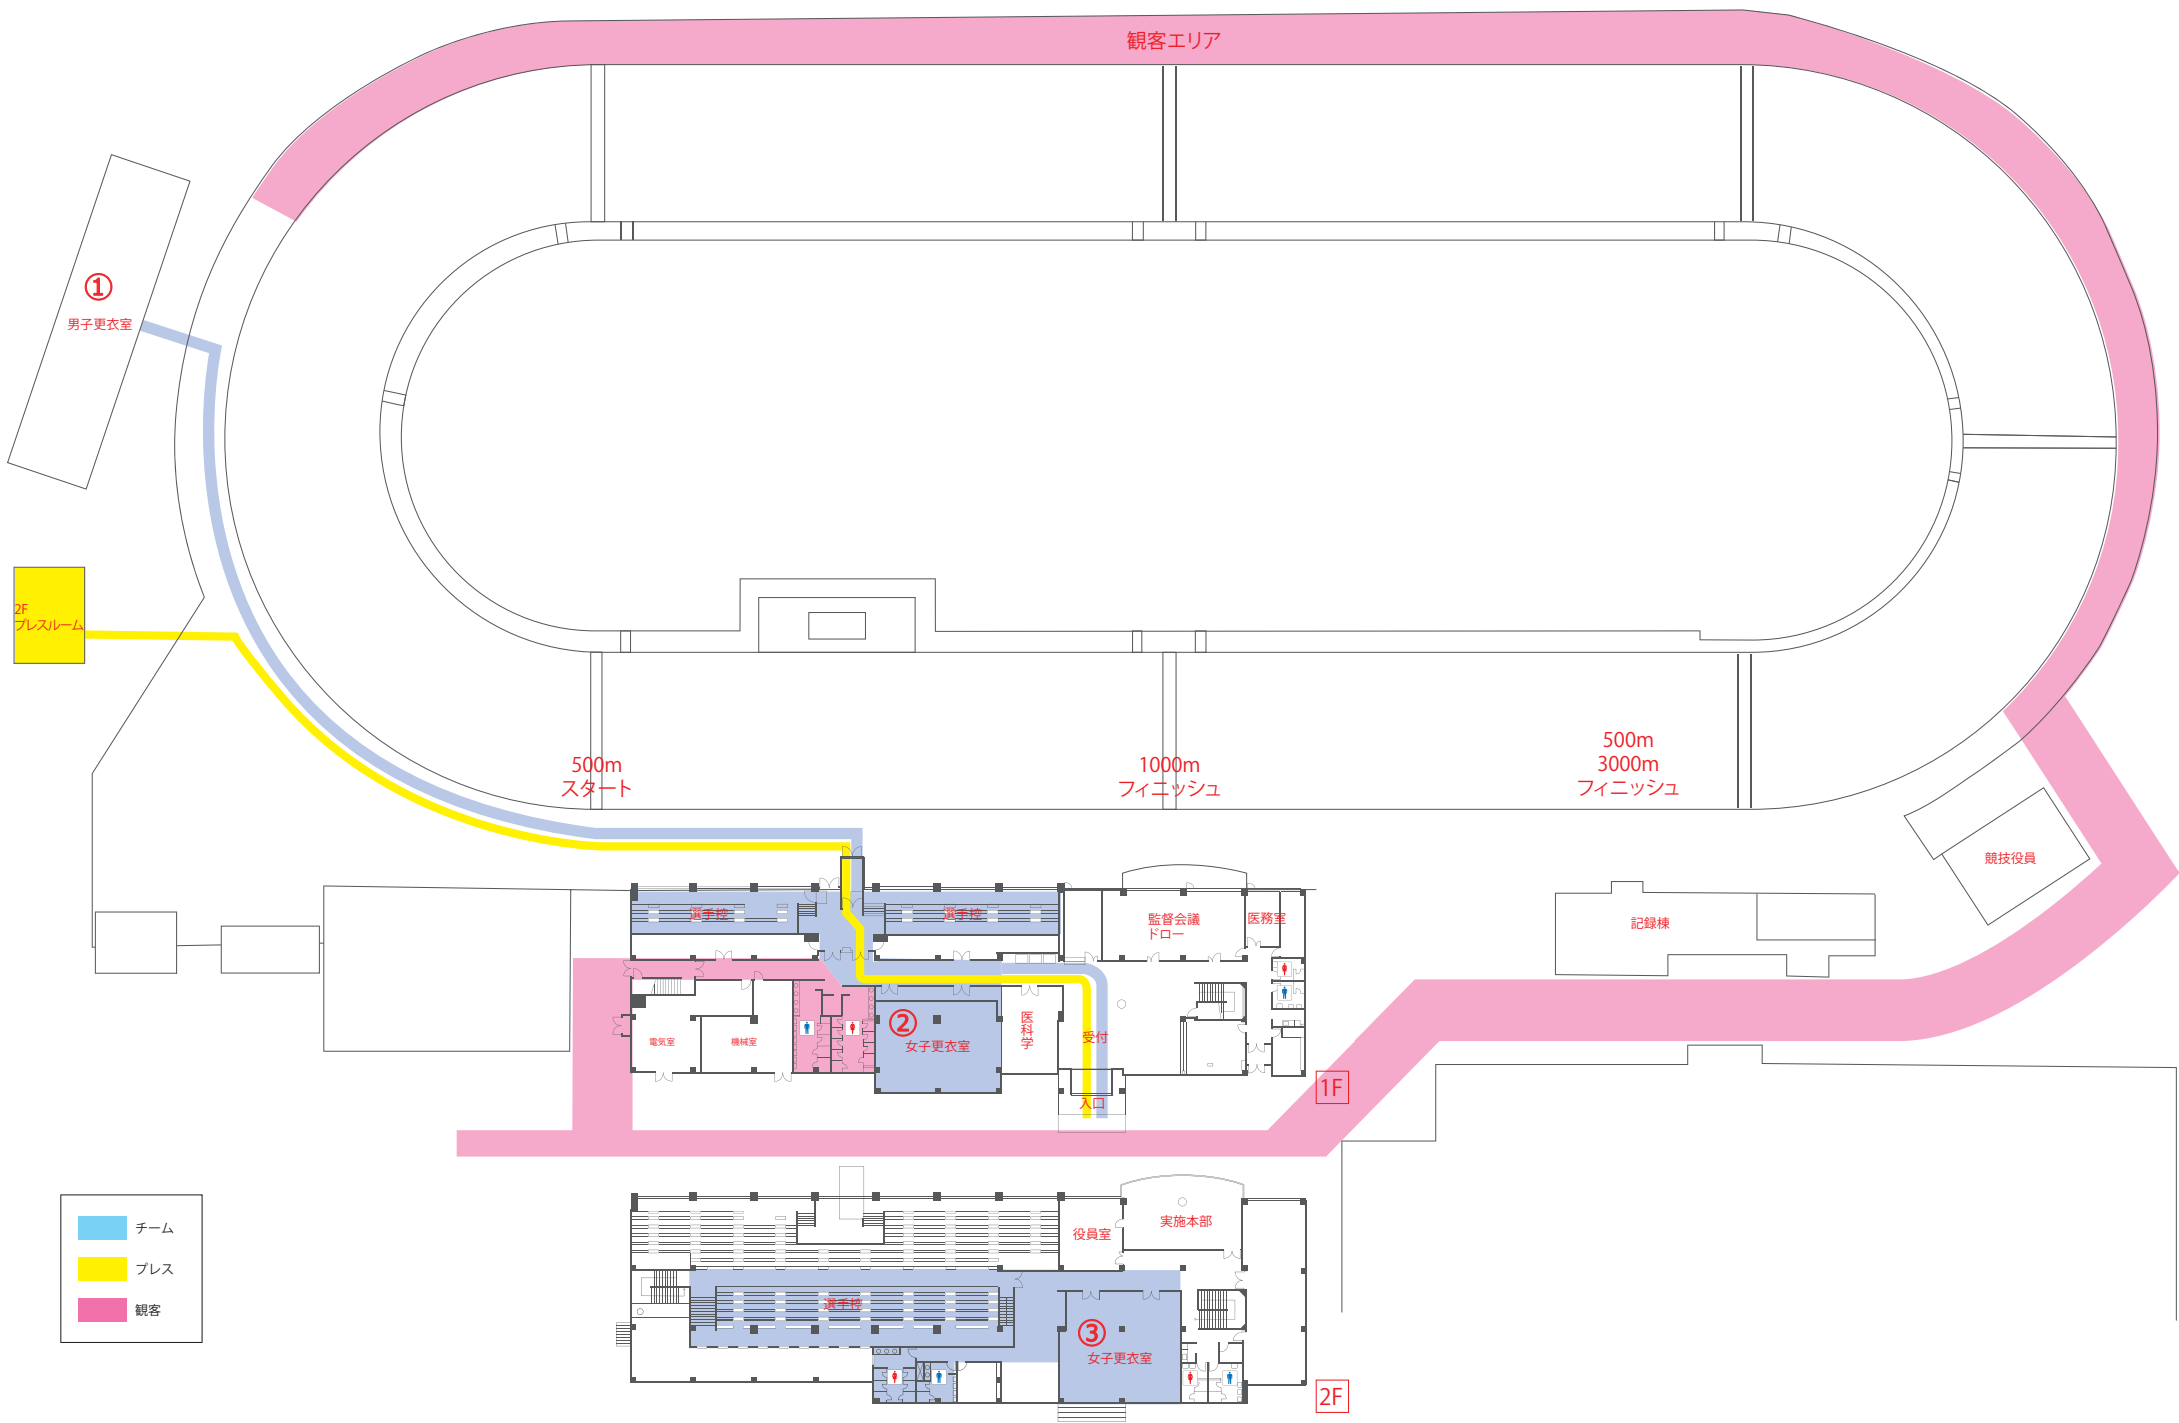 観客エリア
①
男子更衣室
2F
プレスルーム
500m
スタート
1000m
フィニッシュ
500m
3000m
フィニッシュ
競技役員
記録棟
選手控
選手控
監督会議
ドロー
医務室
電気室
機械室
②
女子更衣室
医科学
受付
入口
1F
チーム
プレス
観客
役員室
実施本部
選手控
③
女子更衣室
2F